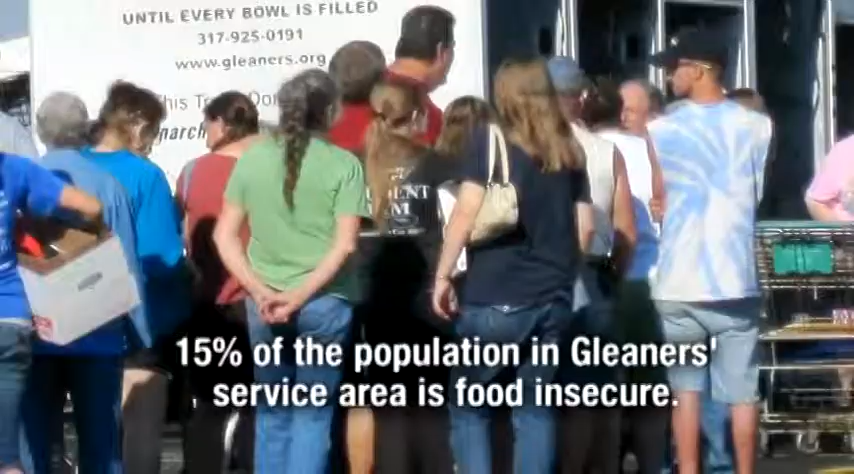 UNTIL EVERY BOWL IS FILLED
317-925-0191
www.gleaners.org
his
15% of the population in Gleaners'
service area is food insecure.